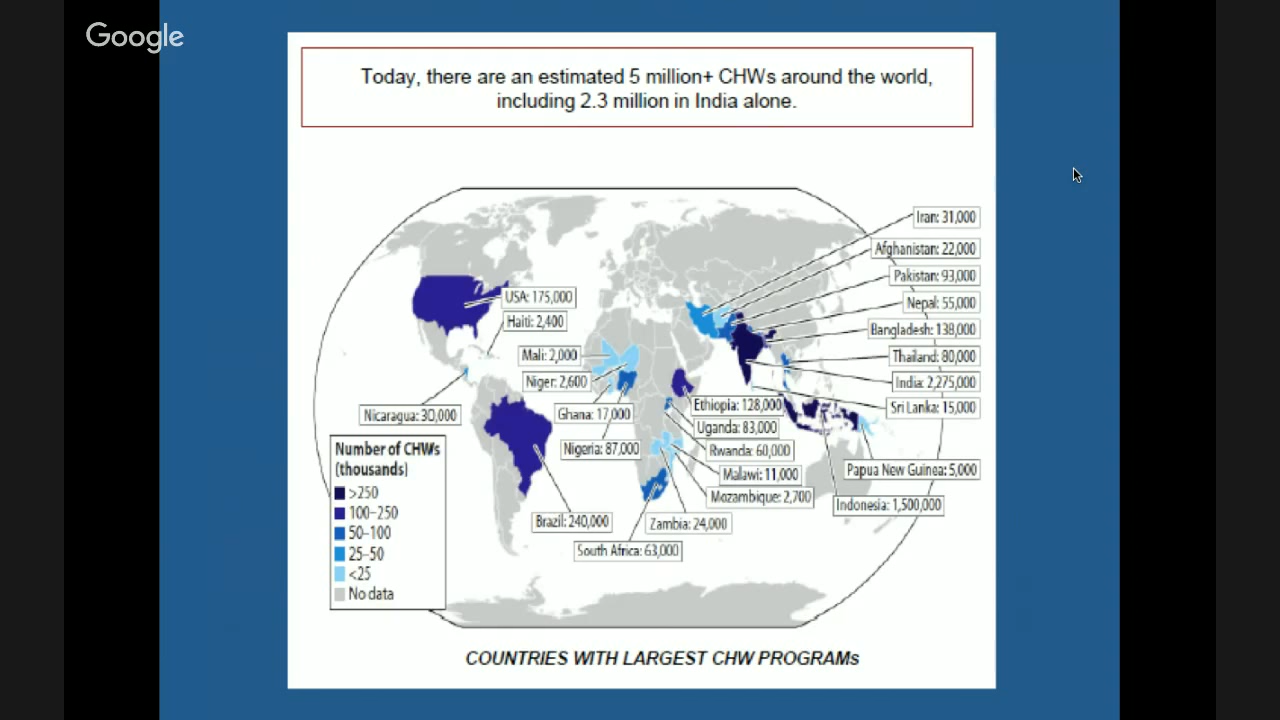 Google
Today, there are an estimated 5 million+ CHWs around the world,
including 2.3 million in India alone.
Iran: 31,000
Afghanistan: 22,000
Pakistan: 93,000
USA: 175,000
Nepal: 55,000
Haiti: 2,400
Bangladesh: 138,000
Mali: 2,000
Thailand: 80,000
Niger: 2,600
India: 2,275,000
Nicaragua: 30,000
Ghana: 17,000
Ethiopia: 128,000
Sri Lanka: 15,000
Uganda: 83,000
Nigeria: 87,000
Rwanda: 60,000
Malawi: 11,000
Papua New Guinea: 5,000
Mozambique: 2,700
Indonesia: 1,500,000
Brazil: 240,000
Zambia: 24,000
South Africa: 63,000
Number of CHWs
(thousands)
>250
100–250
50–100
25–50
<25
No data
COUNTRIES WITH LARGEST CHW PROGRAMs